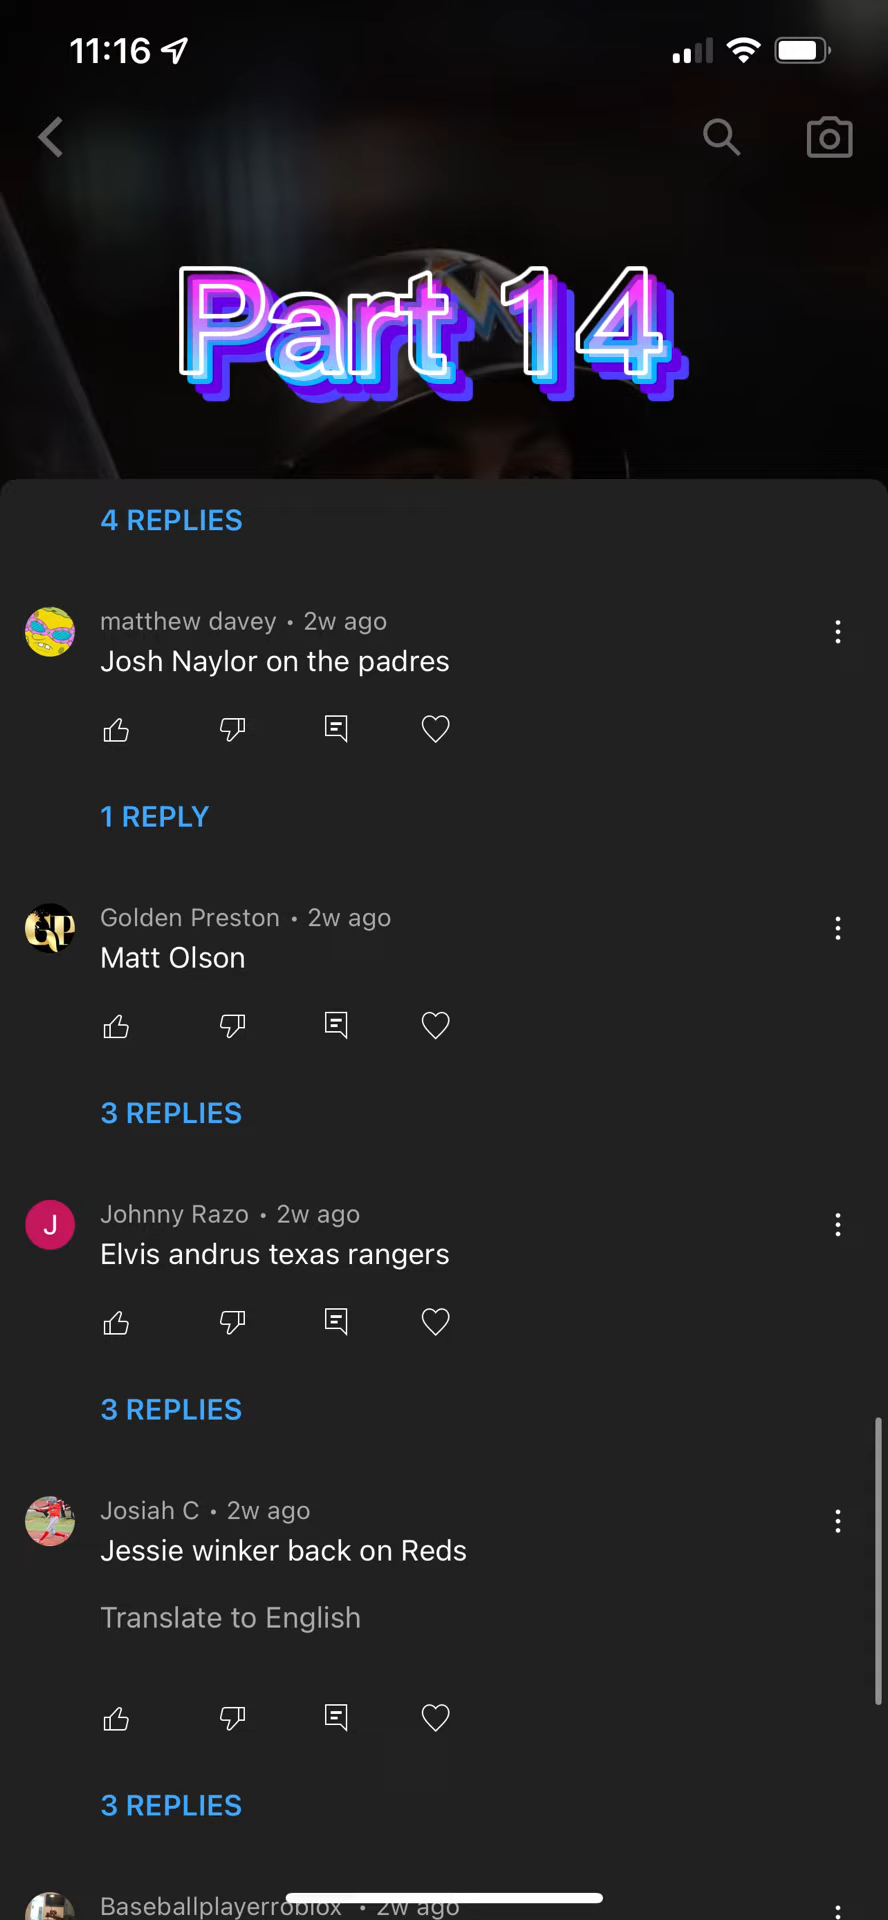 11:16
Part 14
4 REPLIES
matthew davey • 2w ago
Josh Naylor on the padres
1 REPLY
GP
Golden Preston • 2w ago
Matt Olson
3 REPLIES
J
Johnny Razo • 2w ago
Elvis andrus texas rangers
3 REPLIES
Josiah C • 2w ago
Jessie winker back on Reds
Translate to English
3 REPLIES
Baseballplayerroblox • 2w ago